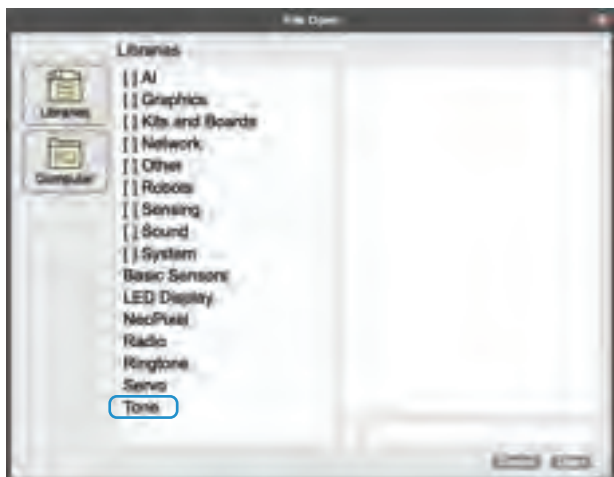 File Open
Libraries
Libraries
Computer
[ ] AI
[ ] Graphics
[ ] Kits and Boards
[ ] Network
[ ] Other
[ ] Robots
[ ] Sensing
[ ] Sound
[ ] System
Basic Sensors
LED Display
NeoPixel
Radio
Ringtone
Servo
Tone